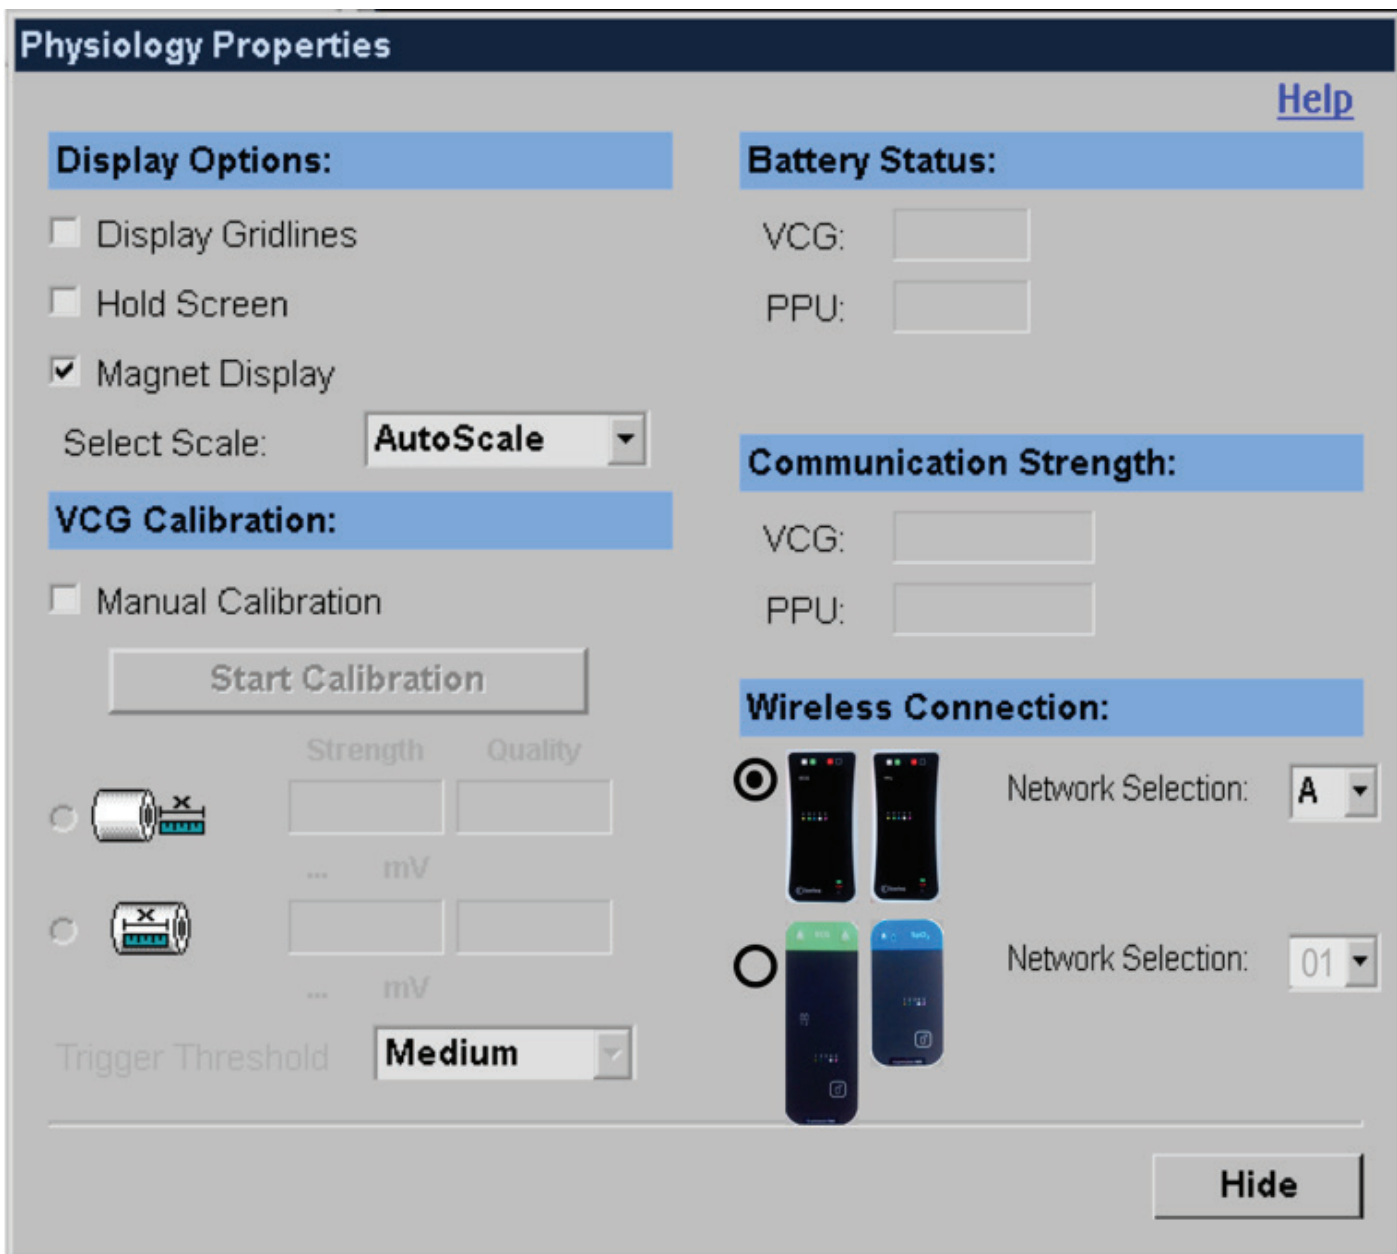 Physiology Properties
Help
Display Options:
Display Gridlines
Hold Screen
Magnet Display
Select Scale: AutoScale
VCG Calibration:
Manual Calibration
Start Calibration
Strength Quality
x
... mV
x
... mV
Trigger Threshold Medium
Battery Status:
VCG:
PPU:
Communication Strength:
VCG:
PPU:
Wireless Connection:
Network Selection: A
Network Selection: 01
Hide